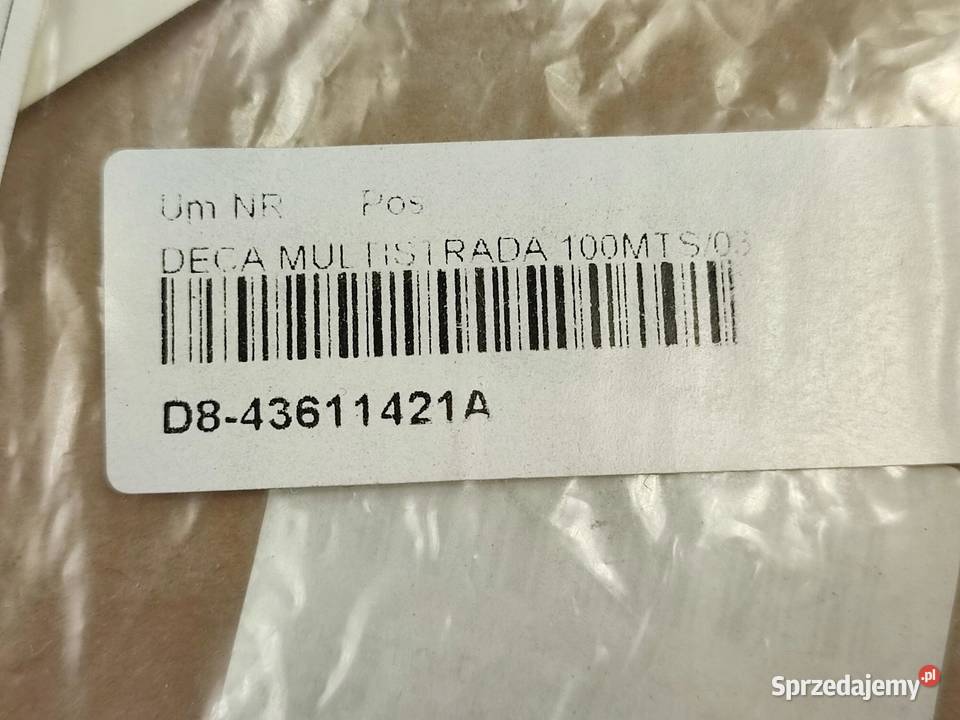 Um NR Pos
DECA MULTISTRADA 100MTS/03
D8-43611421A
Sprzedajemy.pl